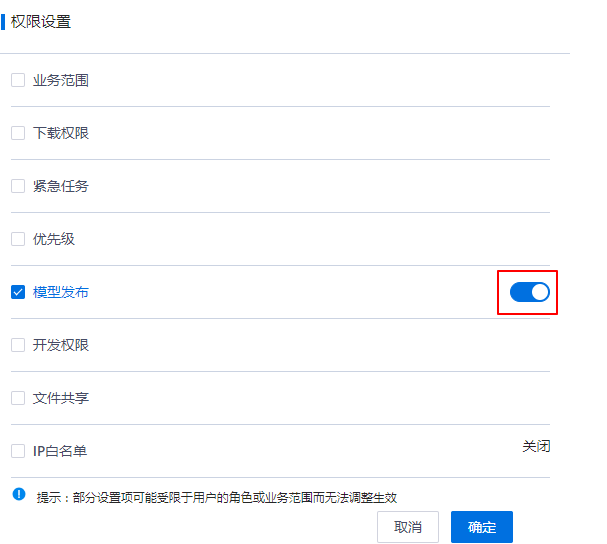 权限设置
业务范围
下载权限
紧急任务
优先级
模型发布
开发权限
文件共享
IP白名单
关闭
提示：部分设置项可能受限于用户的角色或业务范围而无法调整生效
取消
确定